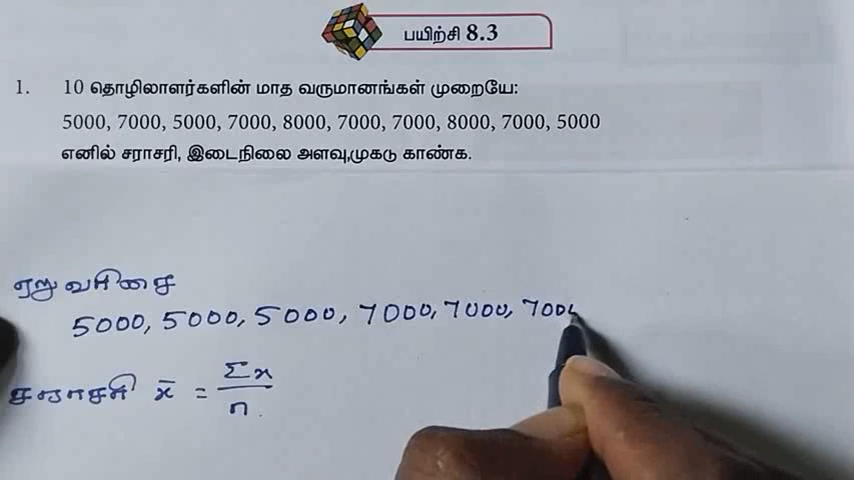 பயிற்சி 8.3
1. 10 தொழிலாளர்களின் மாத வருமானங்கள் முறையே:
5000, 7000, 5000, 7000, 8000, 7000, 7000, 8000, 7000, 5000
எனில் சராசரி, இடைநிலை அளவு,முகடு காண்க.
ஏறு வரிசை
5000, 5000, 5000, 7000, 7000, 7000
சராசரி x̄ = Σx / n